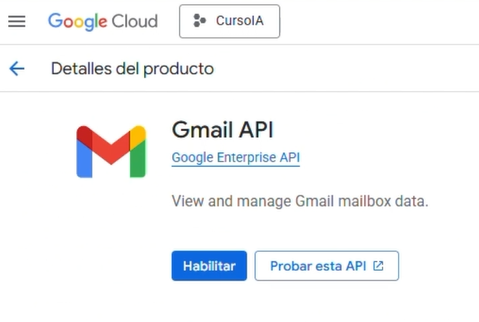 Google Cloud
CursoIA
Detalles del producto
Gmail API
Google Enterprise API
View and manage Gmail mailbox data.
Habilitar
Probar esta API